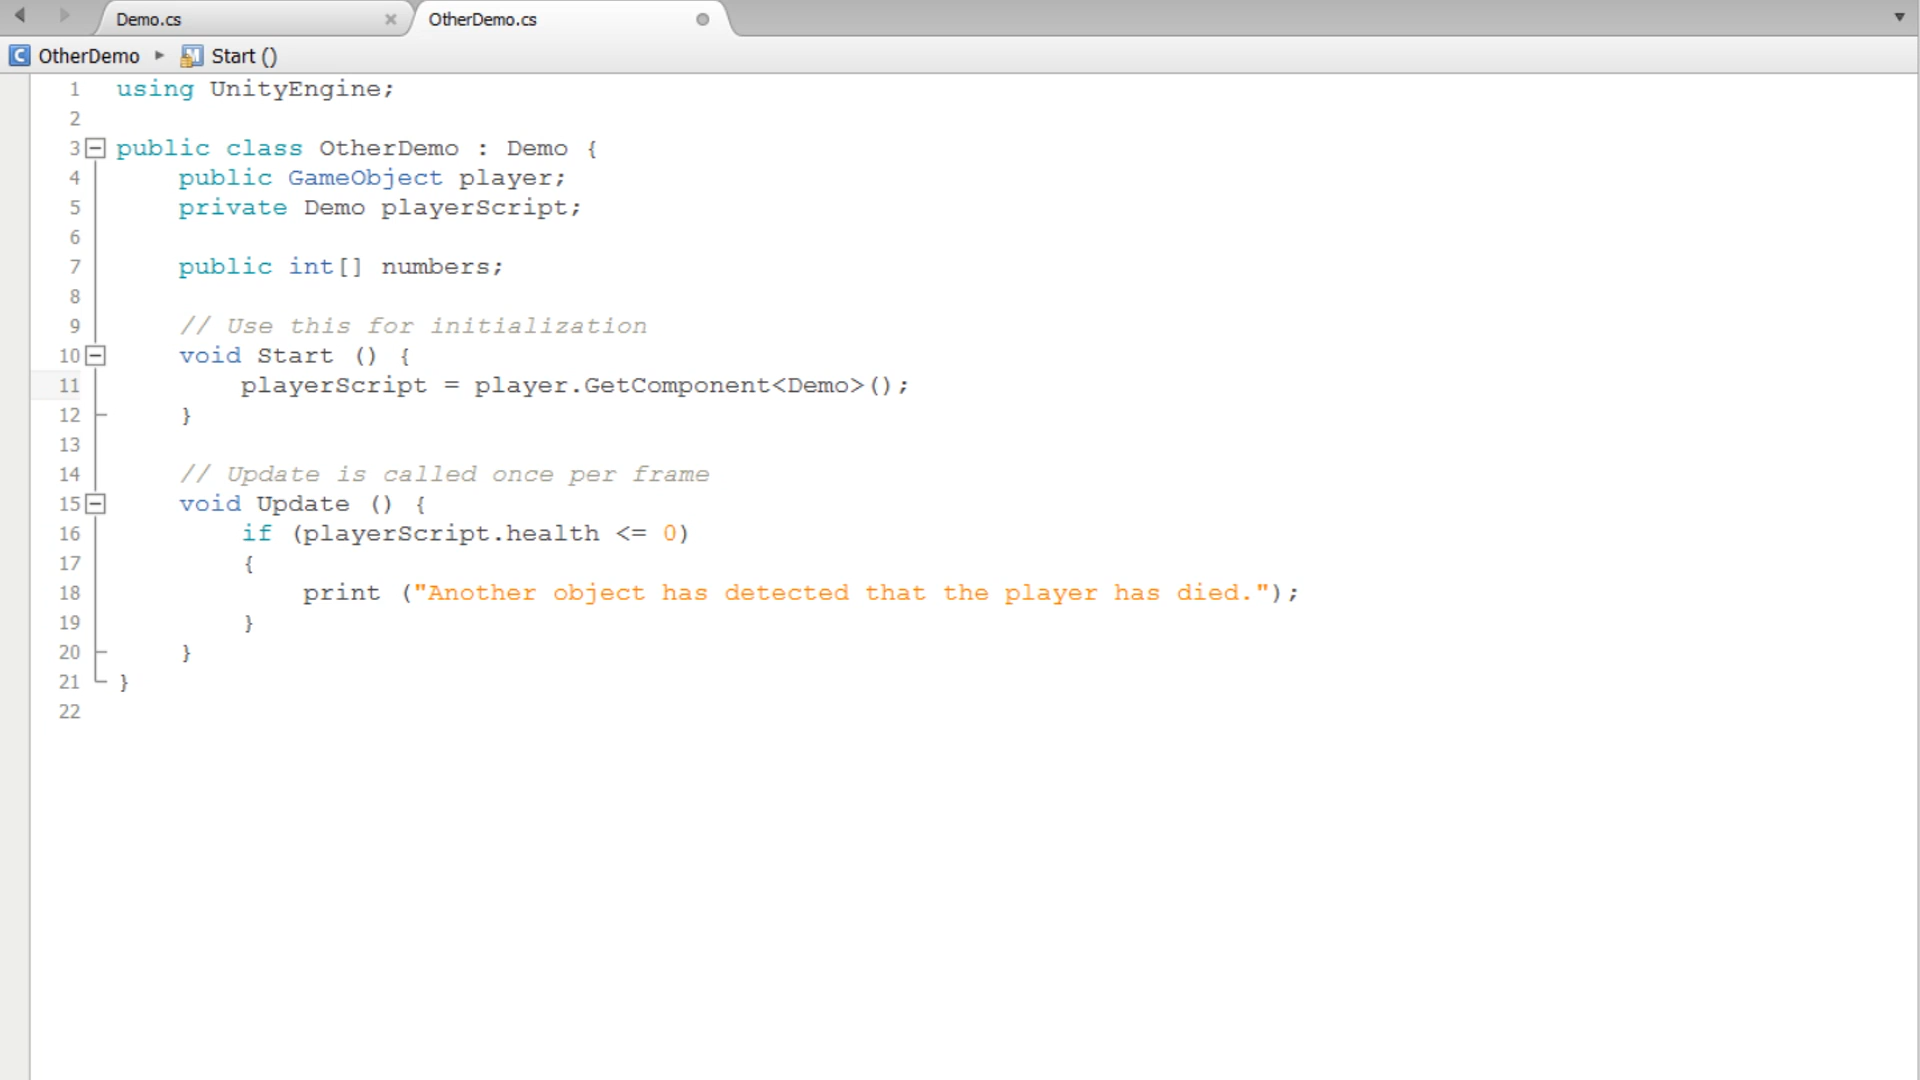 Demo.cs
OtherDemo.cs
OtherDemo Start ()
1 using UnityEngine;
2
3 public class OtherDemo : Demo {
4 public GameObject player;
5 private Demo playerScript;
6
7 public int[] numbers;
8
9 // Use this for initialization
10 void Start () {
11 playerScript = player.GetComponent<Demo>();
12 }
13
14 // Update is called once per frame
15 void Update () {
16 if (playerScript.health <= 0)
17 {
18 print ("Another object has detected that the player has died.");
19 }
20 }
21 }
22